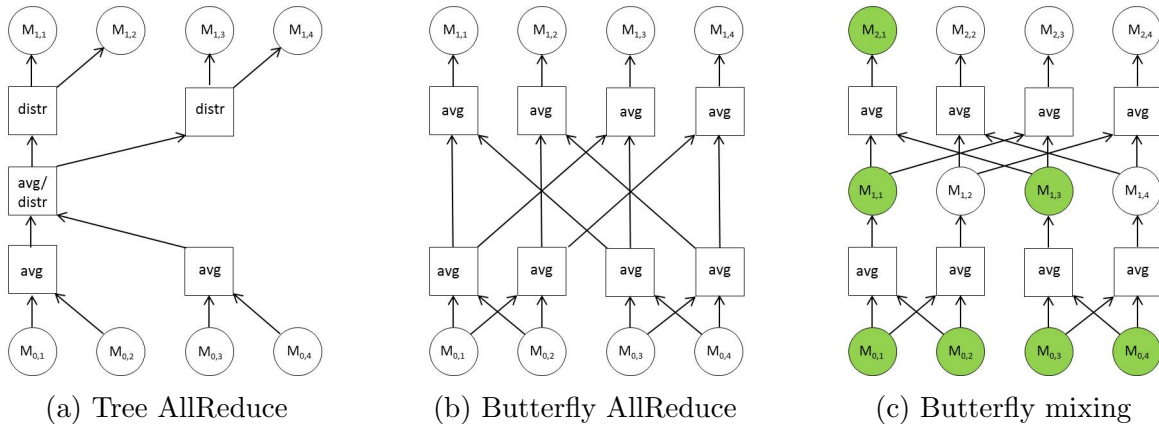 M1,1 M1,2 M1,3 M1,4
distr distr
avg/
distr
avg avg
M0,1 M0,2 M0,3 M0,4
(a) Tree AllReduce
M1,1 M1,2 M1,3 M1,4
avg avg avg avg
avg avg avg avg
M0,1 M0,2 M0,3 M0,4
(b) Butterfly AllReduce
M2,1 M2,2 M2,3 M2,4
avg avg avg avg
M1,1 M1,2 M1,3 M1,4
avg avg avg avg
M0,1 M0,2 M0,3 M0,4
(c) Butterfly mixing